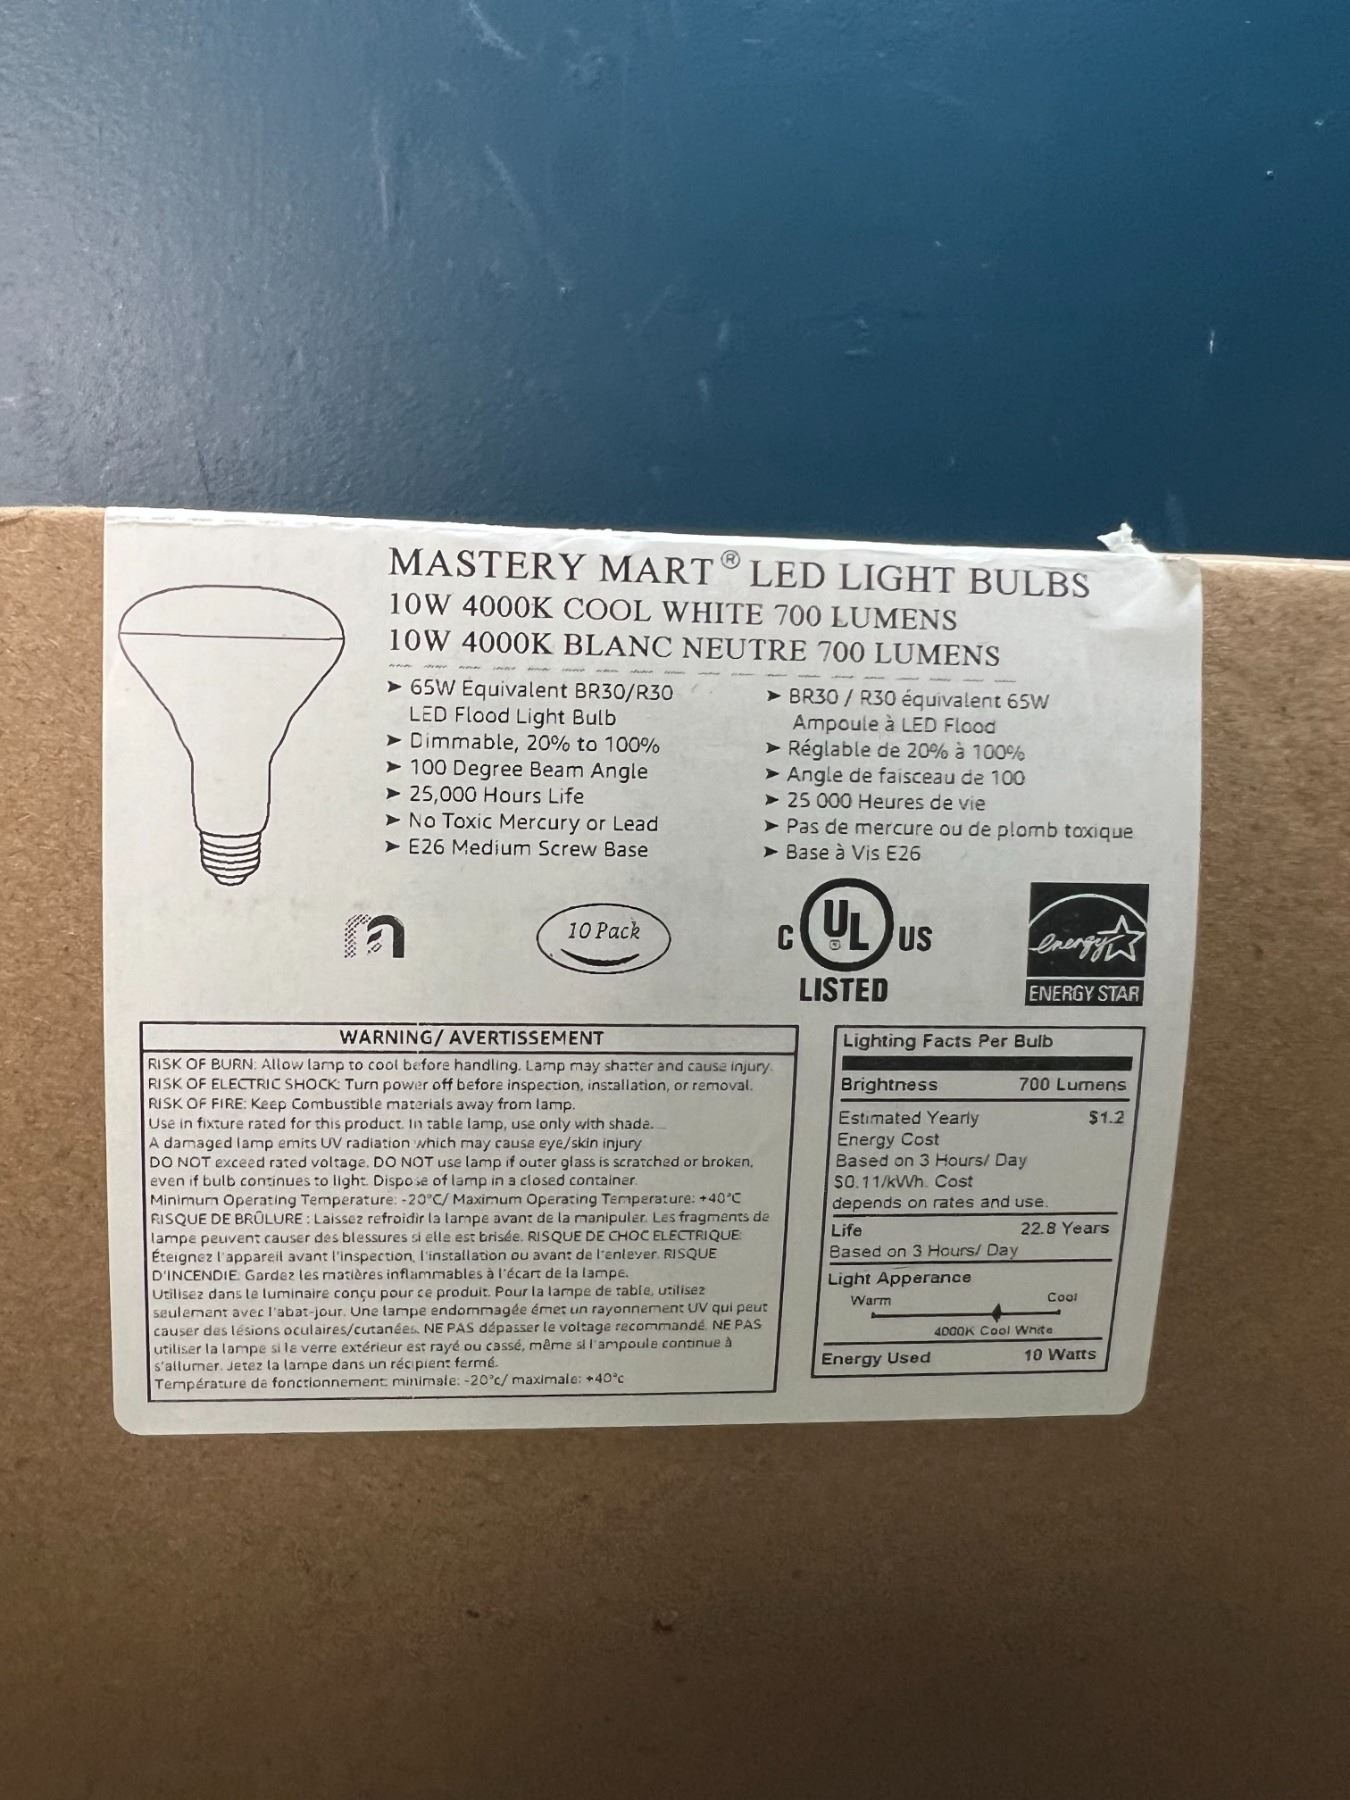 MASTERY MART® LED LIGHT BULBS
10W 4000K COOL WHITE 700 LUMENS
10W 4000K BLANC NEUTRE 700 LUMENS
➤ 65W Equivalent BR30/R30
LED Flood Light Bulb
➤ Dimmable, 20% to 100%
➤ 100 Degree Beam Angle
➤ 25,000 Hours Life
➤ No Toxic Mercury or Lead
➤ E26 Medium Screw Base
➤ BR30 / R30 équivalent 65W
Ampoule à LED Flood
➤ Réglable de 20% à 100%
➤ Angle de faisceau de 100
➤ 25 000 Heures de vie
➤ Pas de mercure ou de plomb toxique
➤ Base à Vis E26
10 Pack
C UL US
LISTED
energy
ENERGY STAR
WARNING/ AVERTISSEMENT
RISK OF BURN: Allow lamp to cool before handling. Lamp may shatter and cause injury.
RISK OF ELECTRIC SHOCK: Turn power off before inspection, installation, or removal.
RISK OF FIRE: Keep Combustible materials away from lamp.
Use in fixture rated for this product. In table lamp, use only with shade.
A damaged lamp emits UV radiation which may cause eye/skin injury
DO NOT exceed rated voltage. DO NOT use lamp if outer glass is scratched or broken,
even if bulb continues to light. Dispose of lamp in a closed container.
Minimum Operating Temperature: -20°C/ Maximum Operating Temperature: +40°C
RISQUE DE BRÛLURE : Laissez refroidir la lampe avant de la manipuler. Les fragments de
lampe peuvent causer des blessures si elle est brisée. RISQUE DE CHOC ELECTRIQUE:
Éteignez l'appareil avant l'inspection, l'installation ou avant de l'enlever. RISQUE
D'INCENDIE: Gardez les matières inflammables à l'écart de la lampe.
Utilisez dans le luminaire conçu pour ce produit. Pour la lampe de table, utilisez
seulement avec l'abat-jour. Une lampe endommagée émet un rayonnement UV qui peut
causer des lésions oculaires/cutanées. NE PAS dépasser le voltage recommandé. NE PAS
utiliser la lampe si le verre extérieur est rayé ou cassé, même si l'ampoule continue à
s'allumer. Jetez la lampe dans un récipient fermé.
Température de fonctionnement: minimale: -20°c/ maximale: +40°c
Lighting Facts Per Bulb
Brightness 700 Lumens
Estimated Yearly $1.2
Energy Cost
Based on 3 Hours/ Day
$0.11/kWh. Cost
depends on rates and use.
Life 22.8 Years
Based on 3 Hours/ Day
Light Apperance
Warm Cool
4000K Cool White
Energy Used 10 Watts